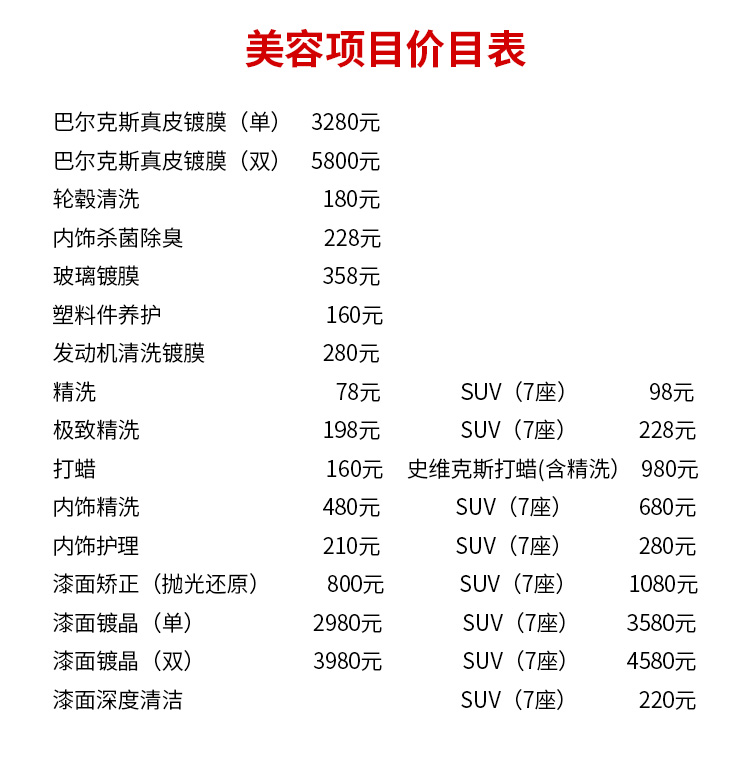 美容项目价目表
巴尔克斯真皮镀膜（单） 3280元
巴尔克斯真皮镀膜（双） 5800元
轮毂清洗 180元
内饰杀菌除臭 228元
玻璃镀膜 358元
塑料件养护 160元
发动机清洗镀膜 280元
精洗 78元 SUV（7座） 98元
极致精洗 198元 SUV（7座） 228元
打蜡 160元 史维克斯打蜡(含精洗） 980元
内饰精洗 480元 SUV（7座） 680元
内饰护理 210元 SUV（7座） 280元
漆面矫正（抛光还原） 800元 SUV（7座） 1080元
漆面镀晶（单） 2980元 SUV（7座） 3580元
漆面镀晶（双） 3980元 SUV（7座） 4580元
漆面深度清洁 SUV（7座） 220元